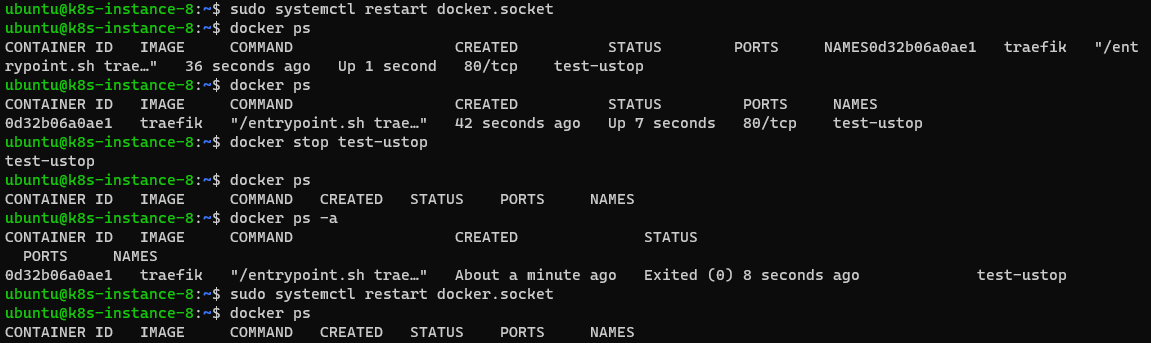 ubuntu@k8s-instance-8:~$ sudo systemctl restart docker.socket
ubuntu@k8s-instance-8:~$ docker ps
CONTAINER ID   IMAGE     COMMAND                  CREATED          STATUS         PORTS     NAMES0d32b06a0ae1   traefik   "/ent
rypoint.sh trae…"   36 seconds ago   Up 1 second   80/tcp     test-ustop
ubuntu@k8s-instance-8:~$ docker ps
CONTAINER ID   IMAGE     COMMAND                  CREATED          STATUS         PORTS     NAMES
0d32b06a0ae1   traefik   "/entrypoint.sh trae…"   42 seconds ago   Up 7 seconds   80/tcp    test-ustop
ubuntu@k8s-instance-8:~$ docker stop test-ustop
test-ustop
ubuntu@k8s-instance-8:~$ docker ps
CONTAINER ID   IMAGE     COMMAND   CREATED   STATUS    PORTS     NAMES
ubuntu@k8s-instance-8:~$ docker ps -a
CONTAINER ID   IMAGE     COMMAND                  CREATED              STATUS
  PORTS     NAMES
0d32b06a0ae1   traefik   "/entrypoint.sh trae…"   About a minute ago   Exited (0) 8 seconds ago             test-ustop
ubuntu@k8s-instance-8:~$ sudo systemctl restart docker.socket
ubuntu@k8s-instance-8:~$ docker ps
CONTAINER ID   IMAGE     COMMAND   CREATED   STATUS    PORTS     NAMES